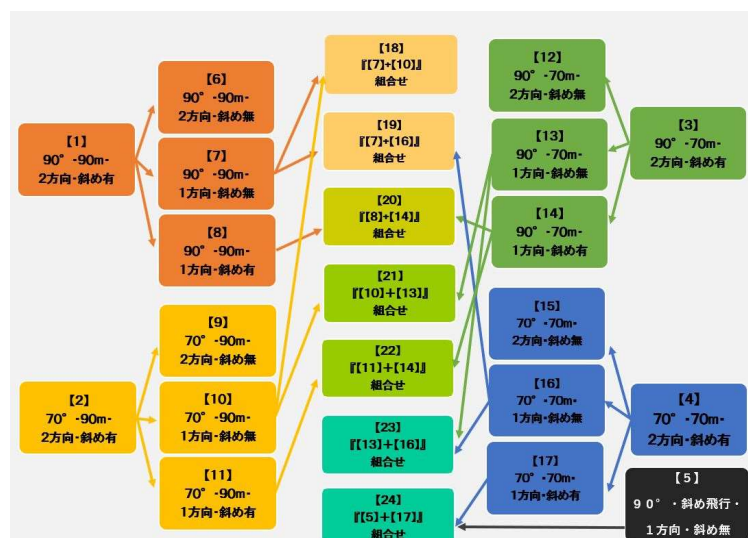 【1】
90°-90m-
2方向-斜め有
【2】
70°-90m-
2方向-斜め有
【6】
90°-90m-
2方向-斜め無
【7】
90°-90m-
1方向-斜め無
【8】
90°-90m-
1方向-斜め有
【9】
70°-90m-
2方向-斜め無
【10】
70°-90m-
1方向-斜め無
【11】
70°-90m-
1方向-斜め有
【18】
『[7]+[10]』
組合せ
【19】
『[7]+[16]』
組合せ
【20】
『[8]+[14]』
組合せ
【21】
『[10]+[13]』
組合せ
【22】
『[11]+[14]』
組合せ
【23】
『[13]+[16]』
組合せ
【24】
『[5]+[17]』
組合せ
【12】
90°-70m-
2方向-斜め無
【13】
90°-70m-
1方向-斜め無
【14】
90°-70m-
1方向-斜め有
【15】
70°-70m-
2方向-斜め無
【16】
70°-70m-
1方向-斜め無
【17】
70°-70m-
1方向-斜め有
【3】
90°-70m-
2方向-斜め有
【4】
70°-70m-
2方向-斜め有
【5】
90°・斜め飛行・
1方向・斜め無